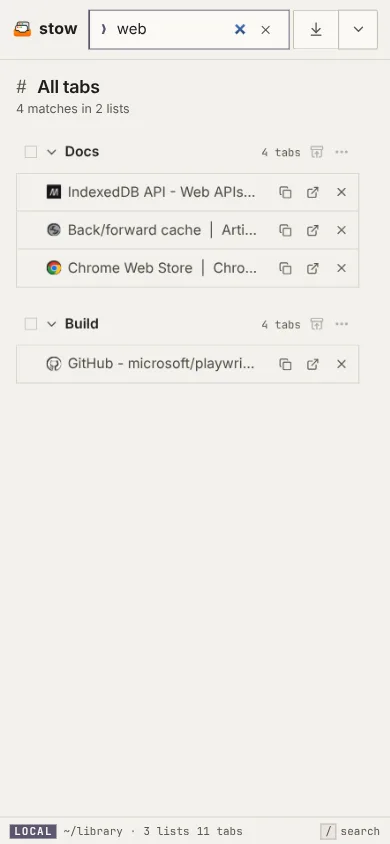 stow
❯ web
# All tabs
4 matches in 2 lists
Docs 4 tabs
IndexedDB API - Web APIs...
Back/forward cache | Arti...
Chrome Web Store | Chro...
Build 4 tabs
GitHub - microsoft/playwri...
LOCAL ~/library · 3 lists 11 tabs / search